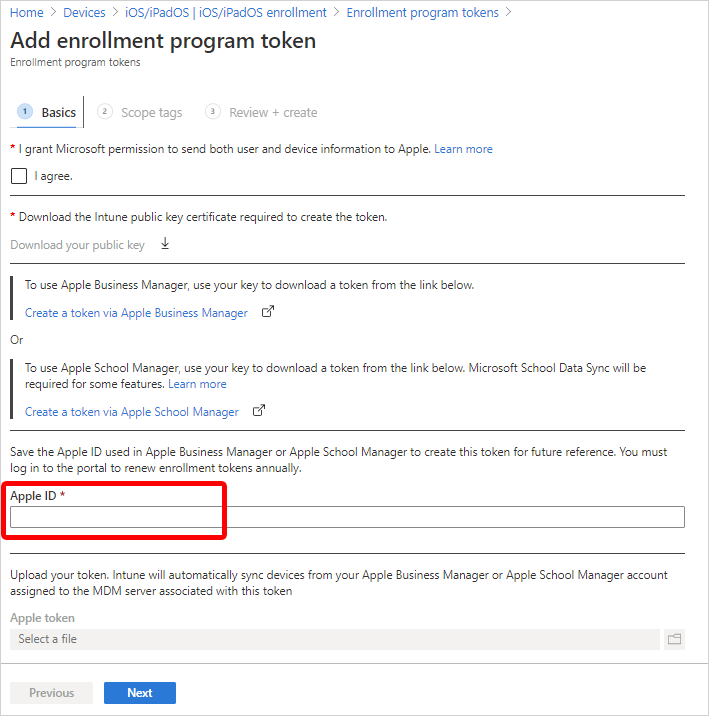 Home > Devices > iOS/iPadOS | iOS/iPadOS enrollment > Enrollment program tokens >
Add enrollment program token
Enrollment program tokens
1 Basics 2 Scope tags 3 Review + create
* I grant Microsoft permission to send both user and device information to Apple. Learn more
I agree.
* Download the Intune public key certificate required to create the token.
Download your public key
To use Apple Business Manager, use your key to download a token from the link below.
Create a token via Apple Business Manager
Or
To use Apple School Manager, use your key to download a token from the link below. Microsoft School Data Sync will be
required for some features. Learn more
Create a token via Apple School Manager
Save the Apple ID used in Apple Business Manager or Apple School Manager to create this token for future reference. You must
log in to the portal to renew enrollment tokens annually.
Apple ID *
Upload your token. Intune will automatically sync devices from your Apple Business Manager or Apple School Manager account
assigned to the MDM server associated with this token
Apple token
Select a file
Previous Next